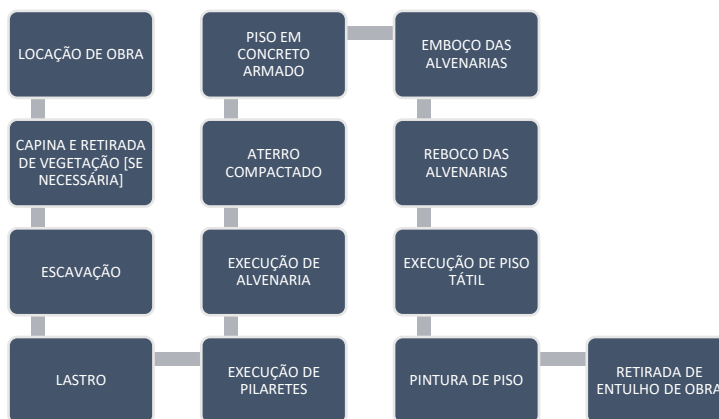 LOCAÇÃO DE OBRA
CAPINA E RETIRADA
DE VEGETAÇÃO [SE
NECESSÁRIA]
ESCAVAÇÃO
LASTRO
EXECUÇÃO DE
PILARETES
EXECUÇÃO DE
ALVENARIA
ATERRO
COMPACTADO
PISO EM
CONCRETO
ARMADO
EMBOÇO DAS
ALVENARIAS
REBOCO DAS
ALVENARIAS
EXECUÇÃO DE PISO
TÁTIL
PINTURA DE PISO
RETIRADA DE
ENTULHO DE OBRA